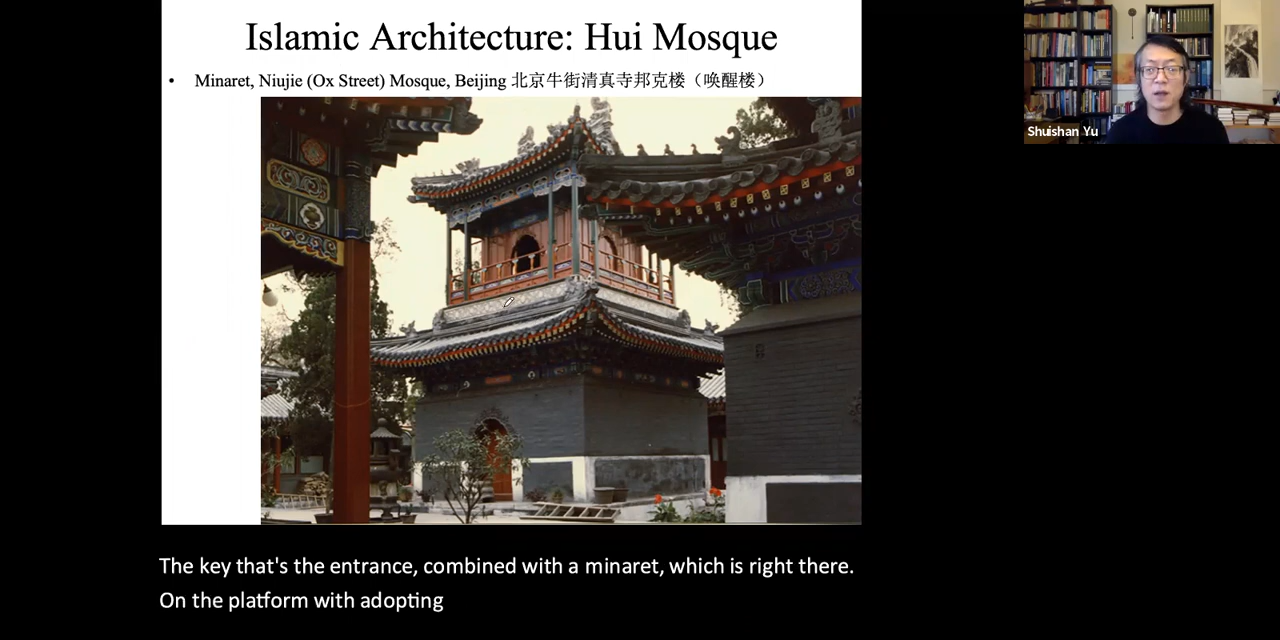 Islamic Architecture: Hui Mosque
• Minaret, Niujie (Ox Street) Mosque, Beijing 北京牛街清真寺邦克楼（唤醒楼）
Shuishan Yu
The key that's the entrance, combined with a minaret, which is right there.
On the platform with adopting